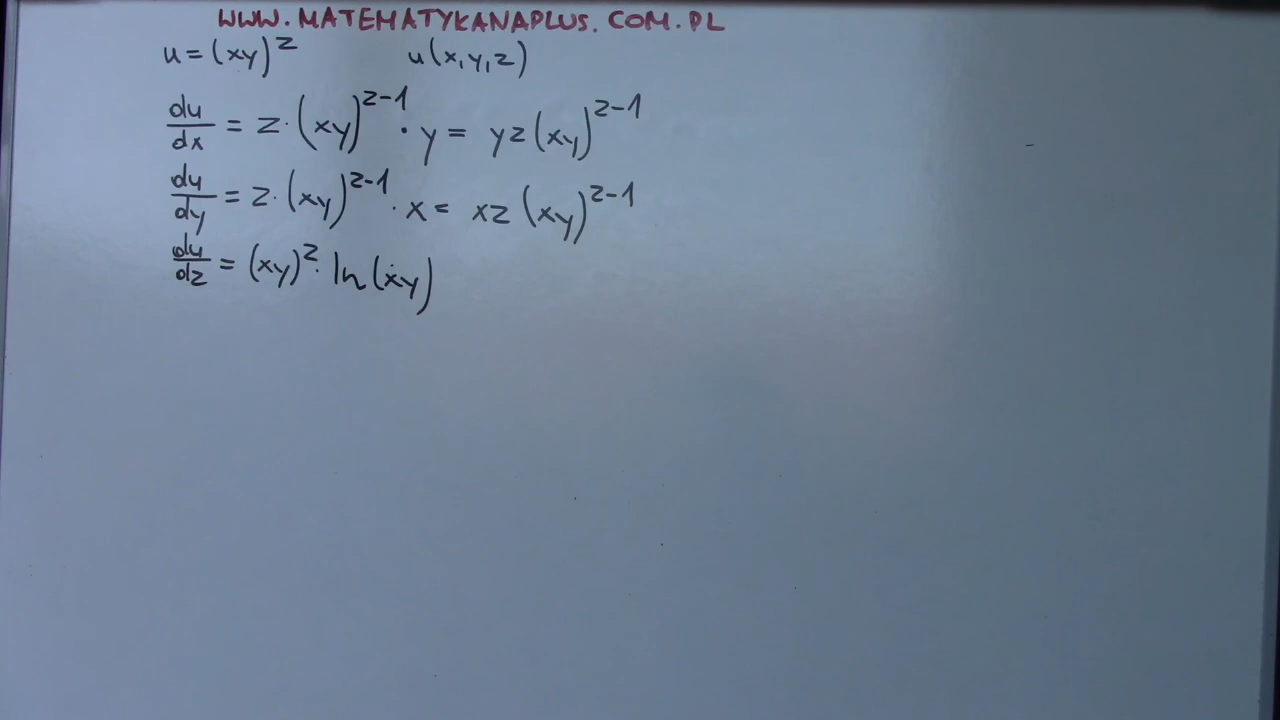 WWW.MATEMATYKANAPLUS.COM.PL
u=(xy)^z u(x,y,z)
du/dx = z·(xy)^{z-1}·y = yz(xy)^{z-1}
du/dy = z·(xy)^{z-1}·x = xz(xy)^{z-1}
du/dz = (xy)^z·ln(xy)